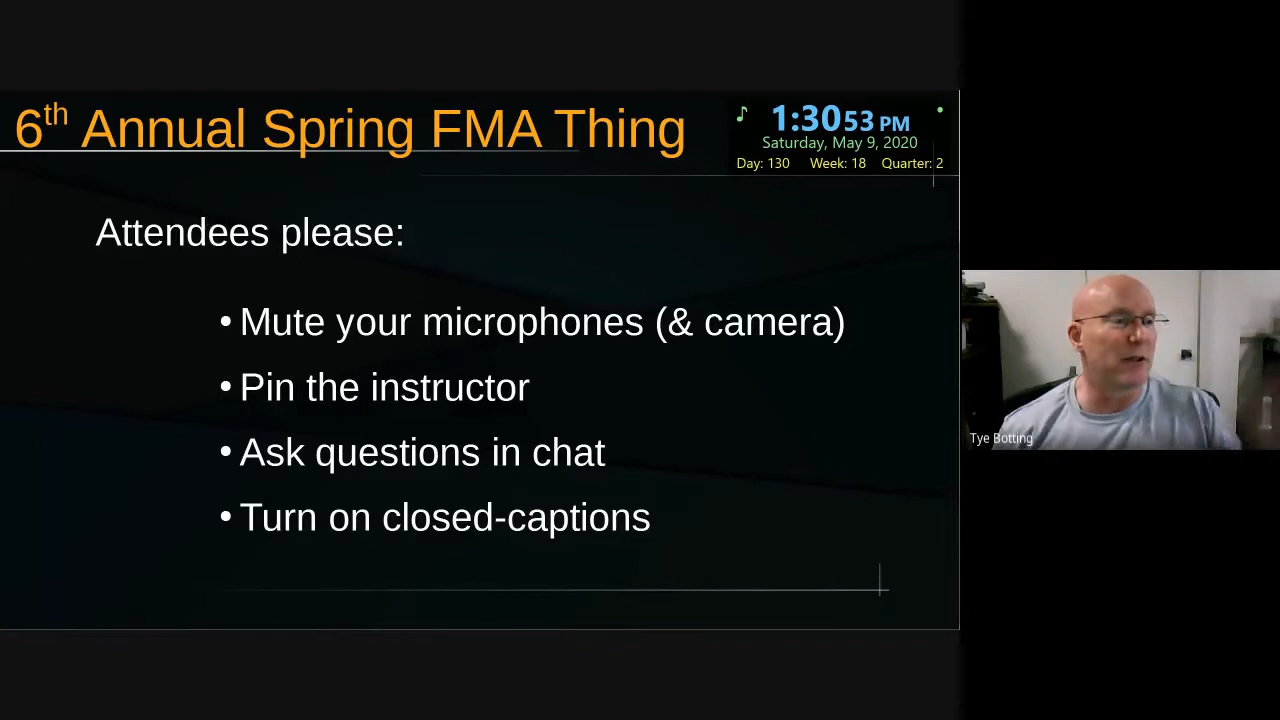 6th Annual Spring FMA Thing
1:30 53 PM
Saturday, May 9, 2020
Day: 130 Week: 18 Quarter: 2
Attendees please:
• Mute your microphones (& camera)
• Pin the instructor
• Ask questions in chat
• Turn on closed-captions
Tye Botting